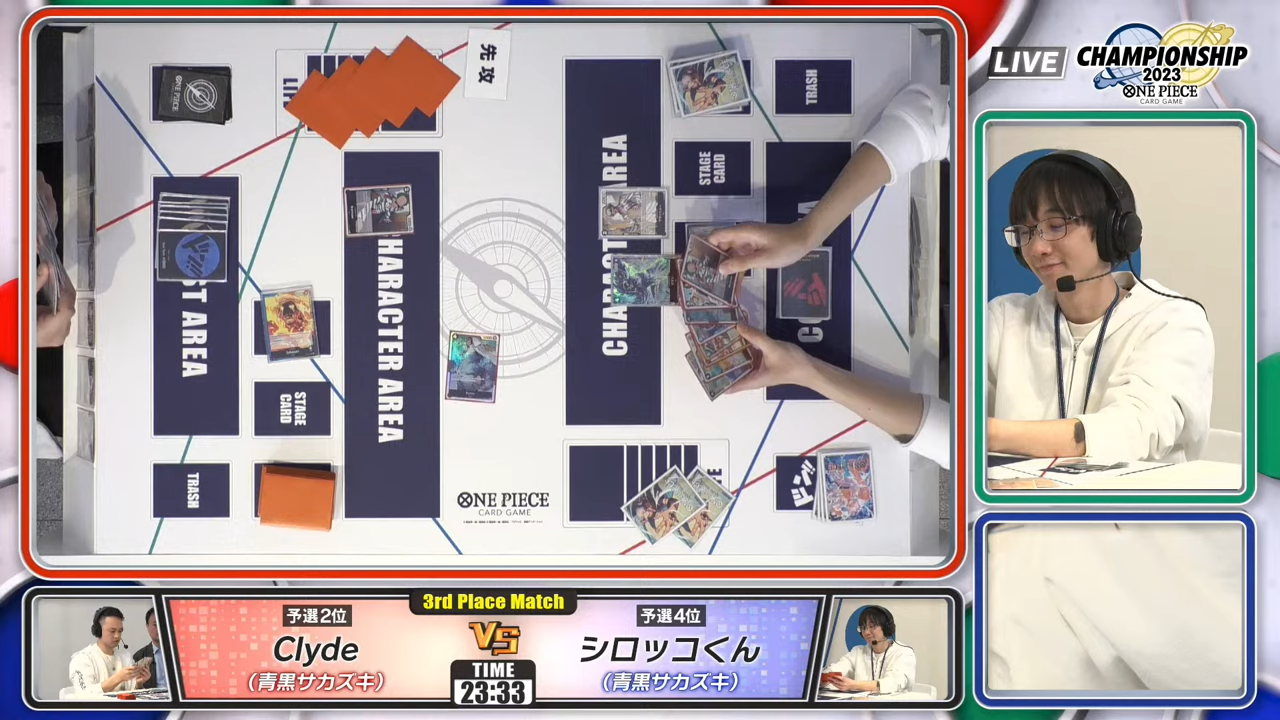 LIVE
CHAMPIONSHIP
2023
ONE PIECE
CARD GAME
先攻
TRASH
STAGE
CARD
CHARACTER AREA
CHARACTER AREA
ST AREA
STAGE
CARD
TRASH
ONE PIECE
CARD GAME
ONE PIECE
3rd Place Match
予選2位
Clyde
(青黒サカズキ)
VS
TIME
23:33
予選4位
シロッコくん
(青黒サカズキ)